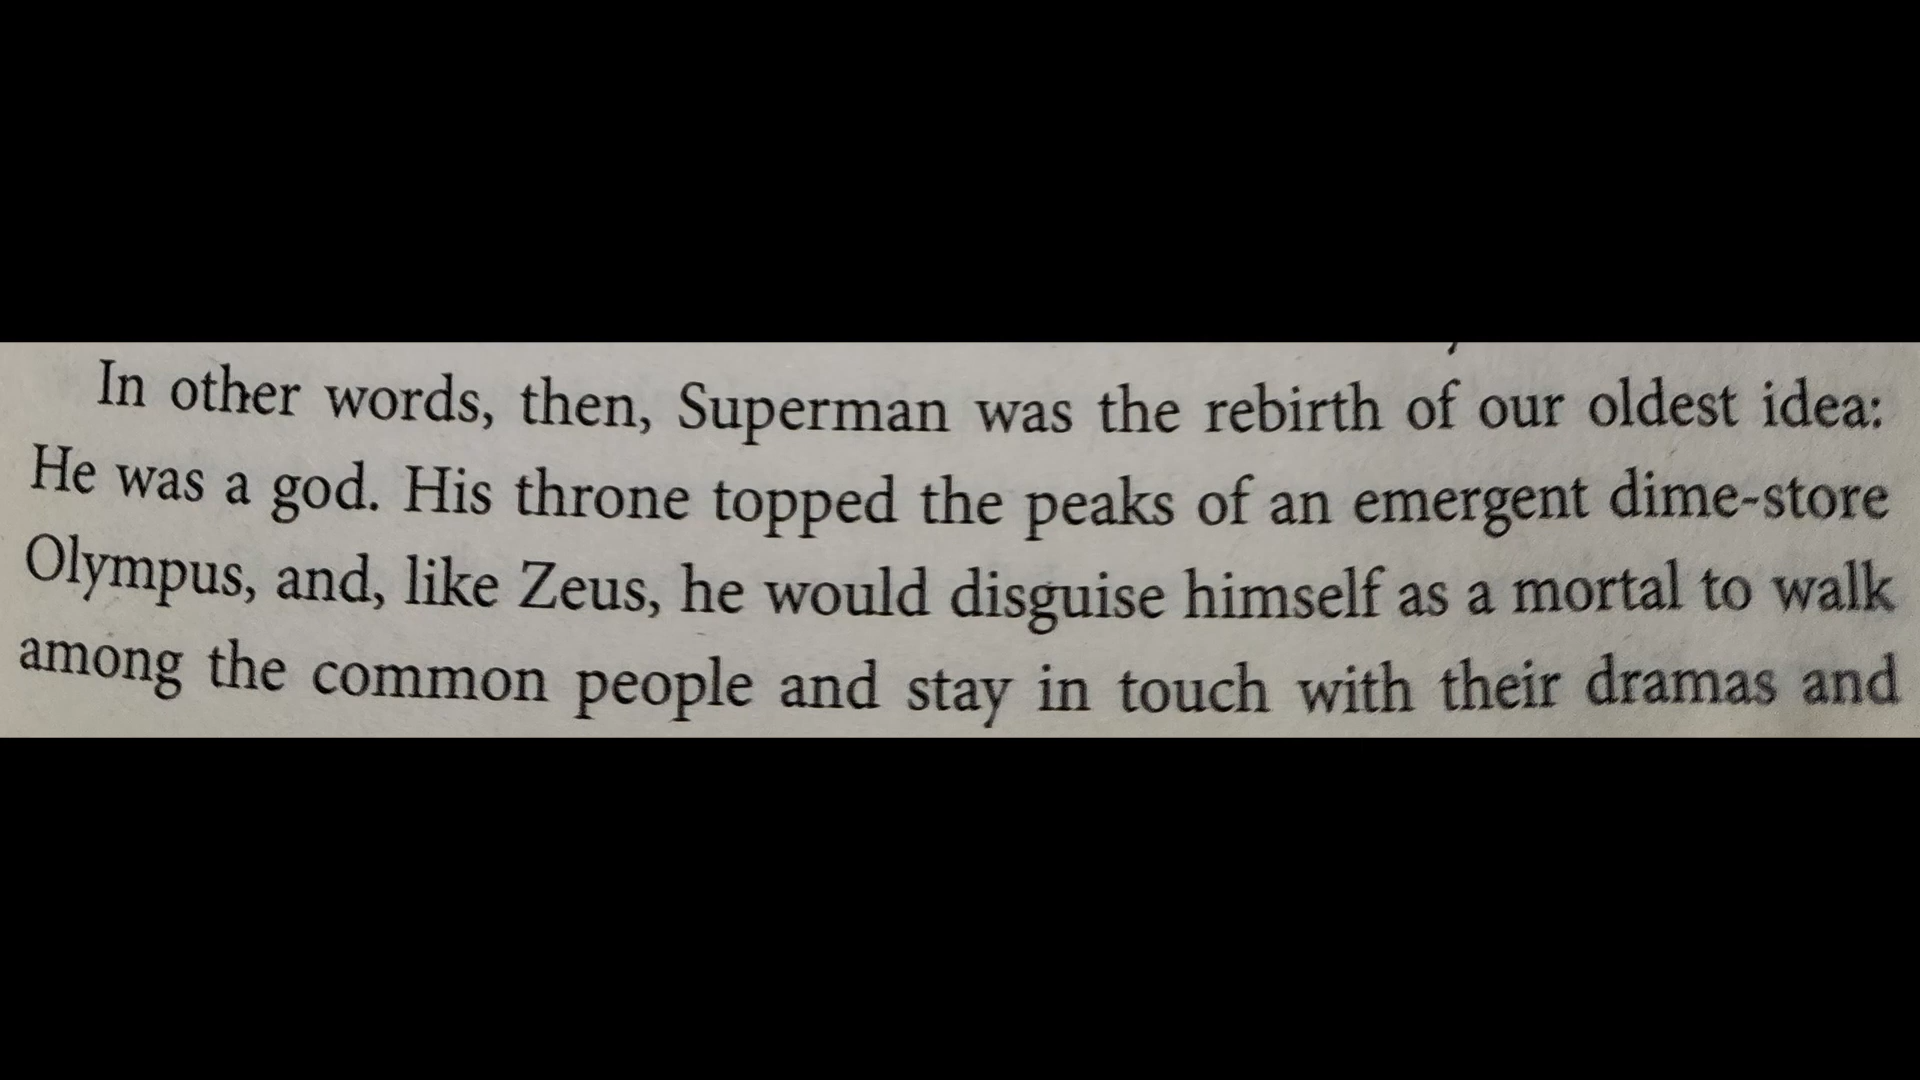 In other words, then, Superman was the rebirth of our oldest idea:
He was a god. His throne topped the peaks of an emergent dime-store
Olympus, and, like Zeus, he would disguise himself as a mortal to walk
among the common people and stay in touch with their dramas and